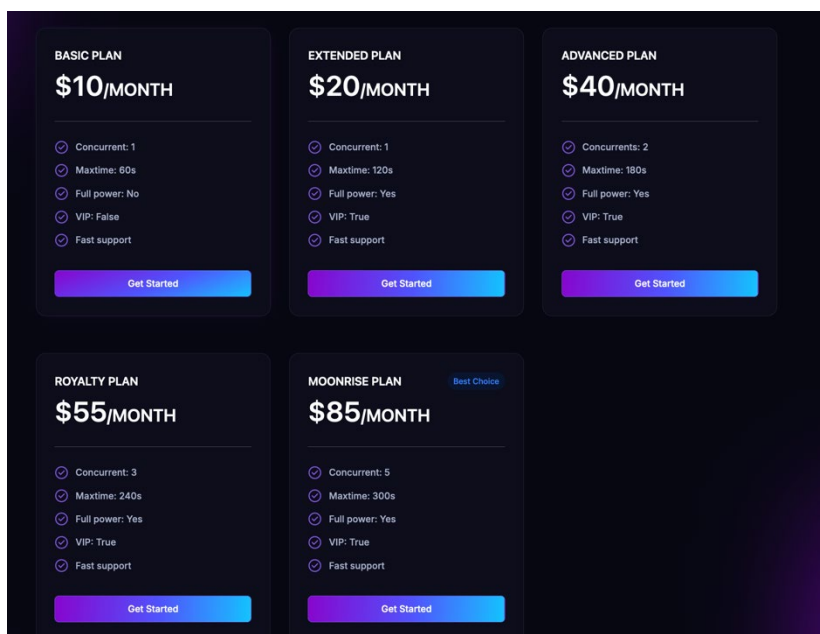 BASIC PLAN
$10/MONTH
Concurrent: 1
Maxtime: 60s
Full power: No
VIP: False
Fast support
Get Started
EXTENDED PLAN
$20/MONTH
Concurrent: 1
Maxtime: 120s
Full power: Yes
VIP: True
Fast support
Get Started
ADVANCED PLAN
$40/MONTH
Concurrents: 2
Maxtime: 180s
Full power: Yes
VIP: True
Fast support
Get Started
ROYALTY PLAN
$55/MONTH
Concurrent: 3
Maxtime: 240s
Full power: Yes
VIP: True
Fast support
Get Started
MOONRISE PLAN
Best Choice
$85/MONTH
Concurrent: 5
Maxtime: 300s
Full power: Yes
VIP: True
Fast support
Get Started